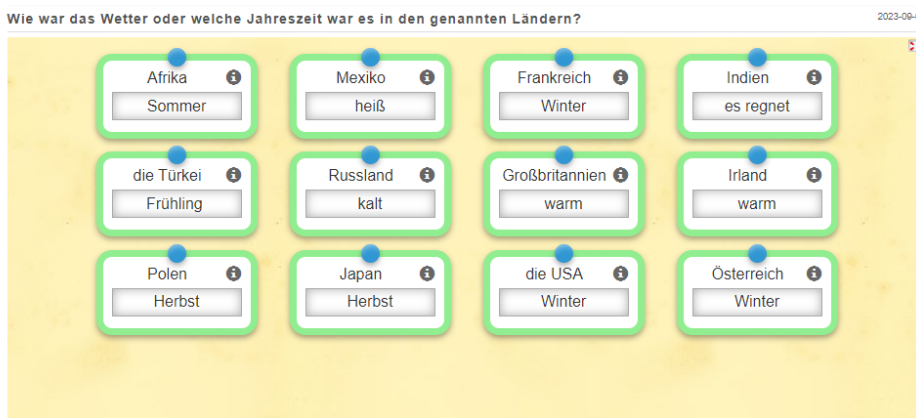 Wie war das Wetter oder welche Jahreszeit war es in den genannten Ländern?
Afrika
Sommer
Mexiko
heiß
Frankreich
Winter
Indien
es regnet
die Türkei
Frühling
Russland
kalt
Großbritannien
warm
Irland
warm
Polen
Herbst
Japan
Herbst
die USA
Winter
Österreich
Winter